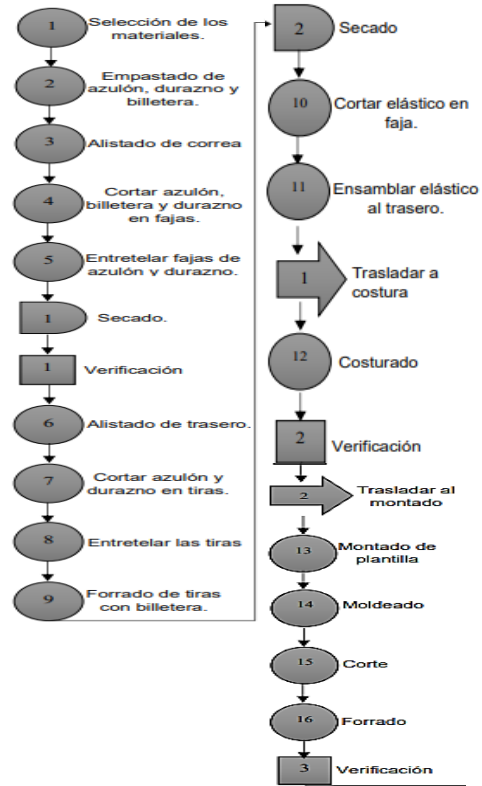 1
Selección de los
materiales.
2
Empastado de
azulón, durazno y
billetera.
3
Alistado de correa
4
Cortar azulón,
billetera y durazno
en fajas.
5
Entretelar fajas de
azulón y durazno.
1
Secado.
1
Verificación
6
Alistado de trasero.
7
Cortar azulón y
durazno en tiras.
8
Entretelar las tiras
9
Forrado de tiras
con billetera.
2
Secado
10
Cortar elástico en
faja.
11
Ensamblar elástico
al trasero.
1
Trasladar a
costura
12
Costurado
2
Verificación
2
Trasladar al
montado
13
Montado de
plantilla
14
Moldeado
15
Corte
16
Forrado
3
Verificación